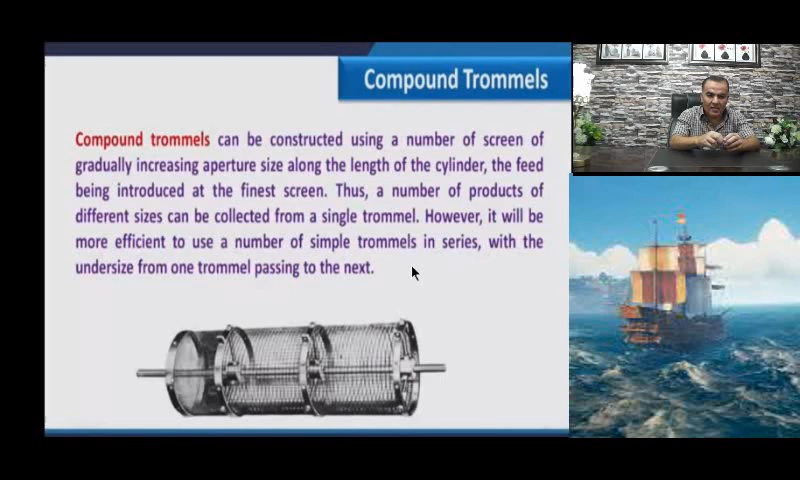 Compound Trommels
Compound trommels can be constructed using a number of screen of
gradually increasing aperture size along the length of the cylinder, the feed
being introduced at the finest screen. Thus, a number of products of
different sizes can be collected from a single trommel. However, it will be
more efficient to use a number of simple trommels in series, with the
undersize from one trommel passing to the next.